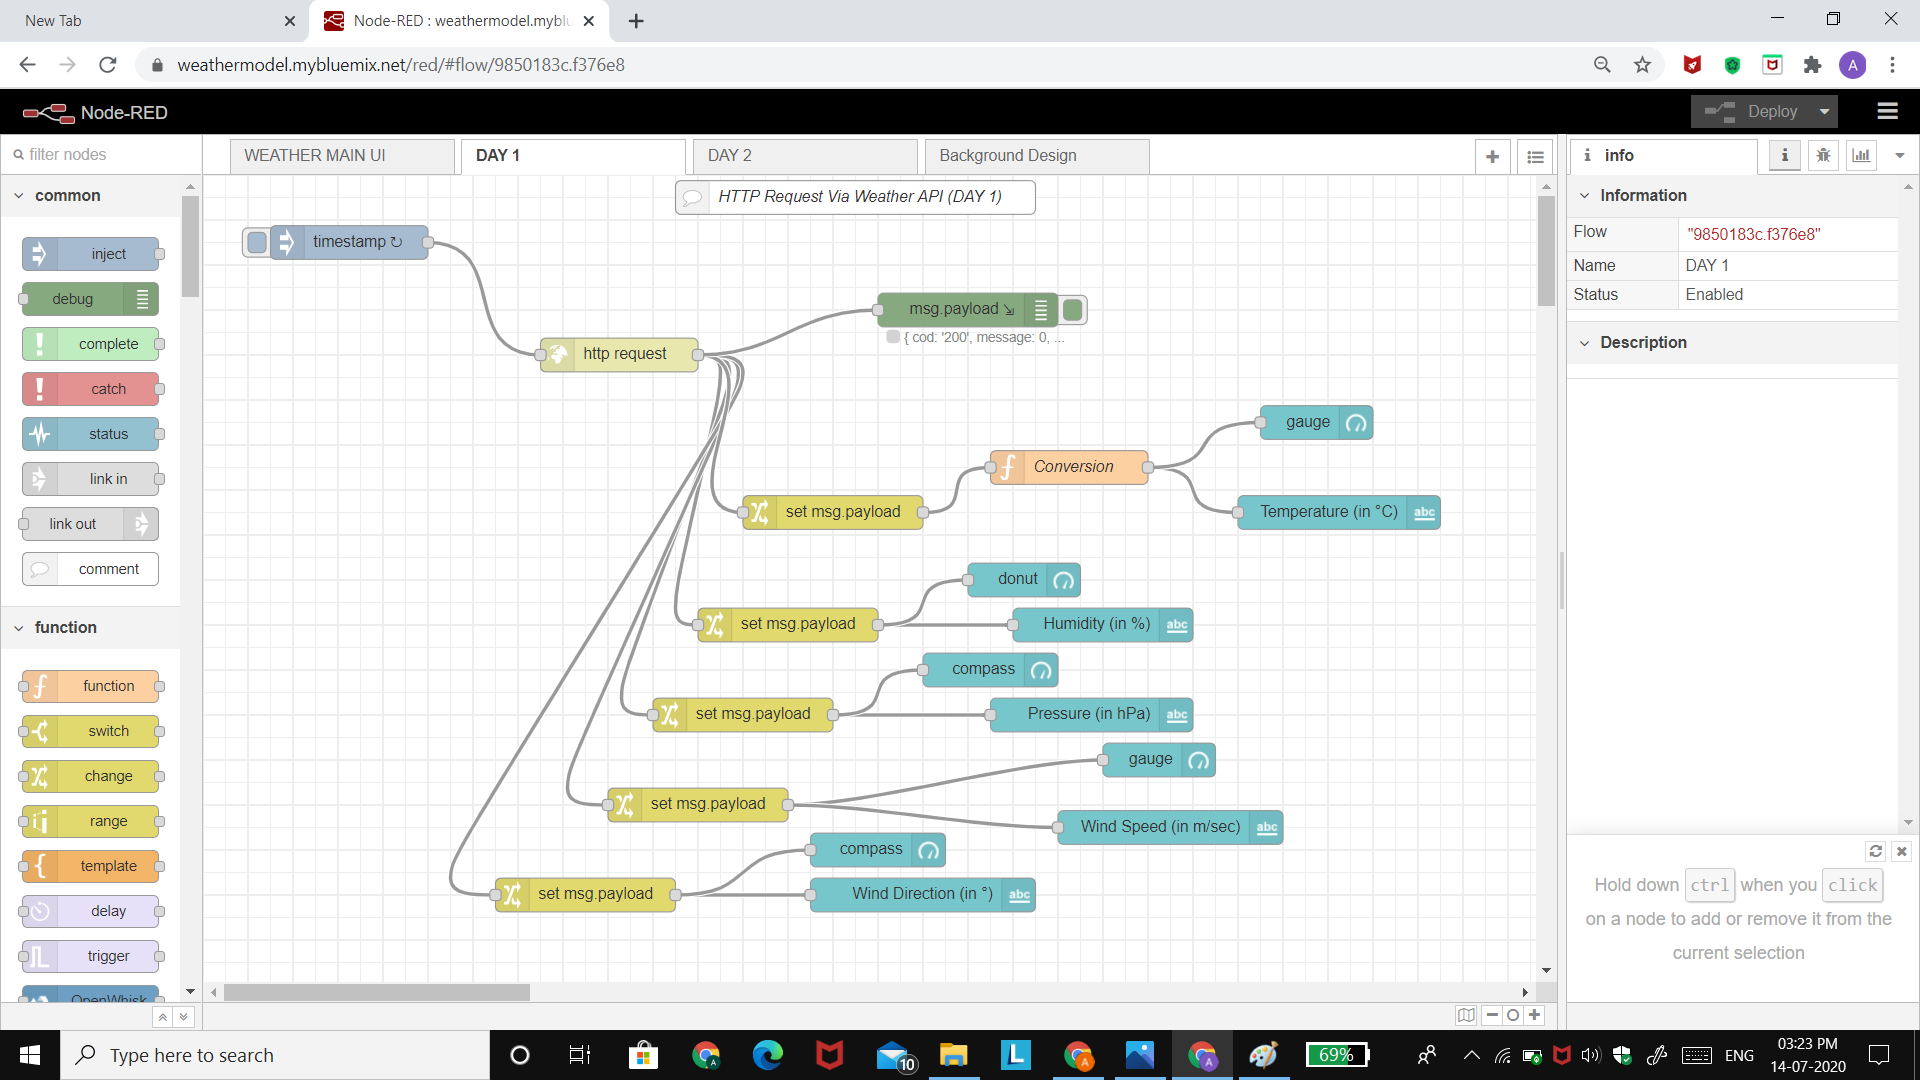 New Tab
Node-RED : weathermodel.myblu
weathermodel.mybluemix.net/red/#flow/9850183c.f376e8
A
Node-RED
Deploy
filter nodes
WEATHER MAIN UI
DAY 1
DAY 2
Background Design
info
common
inject
debug
complete
catch
status
link in
link out
comment
function
function
switch
change
range
template
delay
trigger
OpenWhisk
HTTP Request Via Weather API (DAY 1)
timestamp ↻
msg.payload
{ cod: '200', message: 0, ...
http request
gauge
Conversion
set msg.payload
Temperature (in °C)
abc
donut
set msg.payload
Humidity (in %)
abc
compass
set msg.payload
Pressure (in hPa)
abc
gauge
set msg.payload
Wind Speed (in m/sec)
abc
compass
set msg.payload
Wind Direction (in °)
abc
Information
Flow "9850183c.f376e8"
Name DAY 1
Status Enabled
Description
Hold down ctrl when you click
on a node to add or remove it from the
current selection
Type here to search
10
A
A
69%
ENG
03:23 PM
14-07-2020